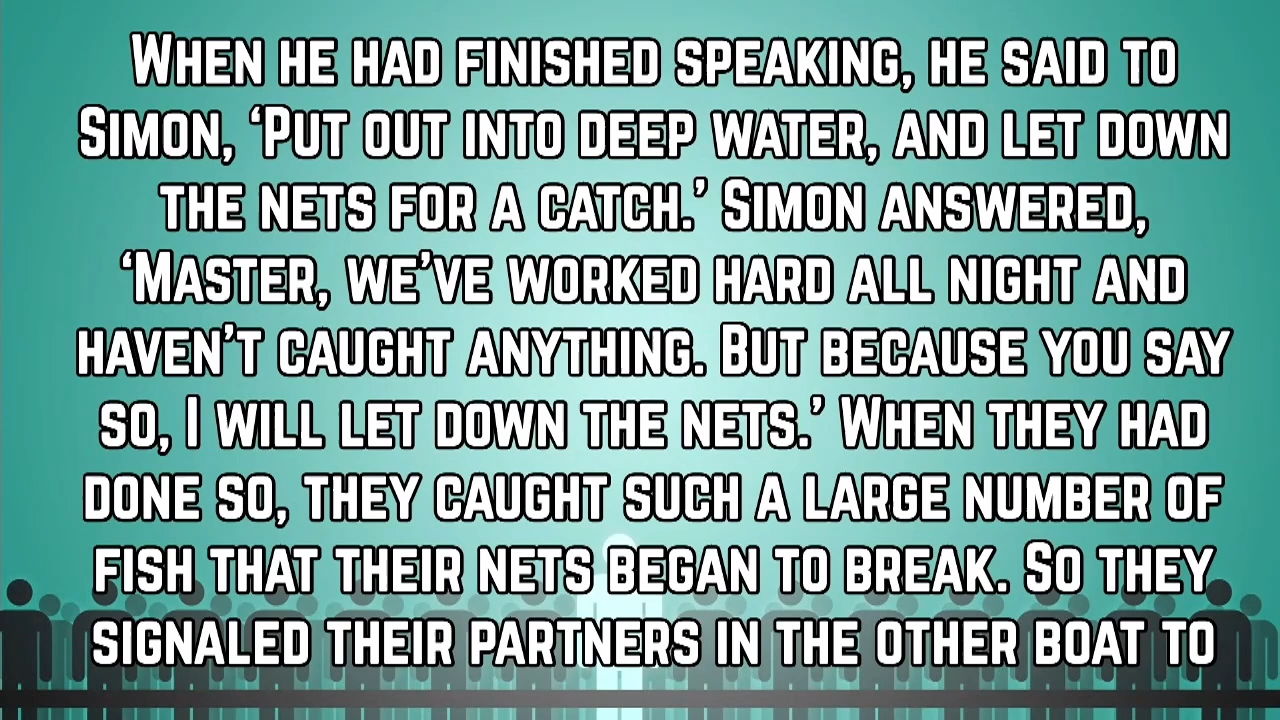 When he had finished speaking, he said to
Simon, ‘Put out into deep water, and let down
the nets for a catch.’ Simon answered,
‘Master, we’ve worked hard all night and
haven’t caught anything. But because you say
so, I will let down the nets.’ When they had
done so, they caught such a large number of
fish that their nets began to break. So they
signaled their partners in the other boat to